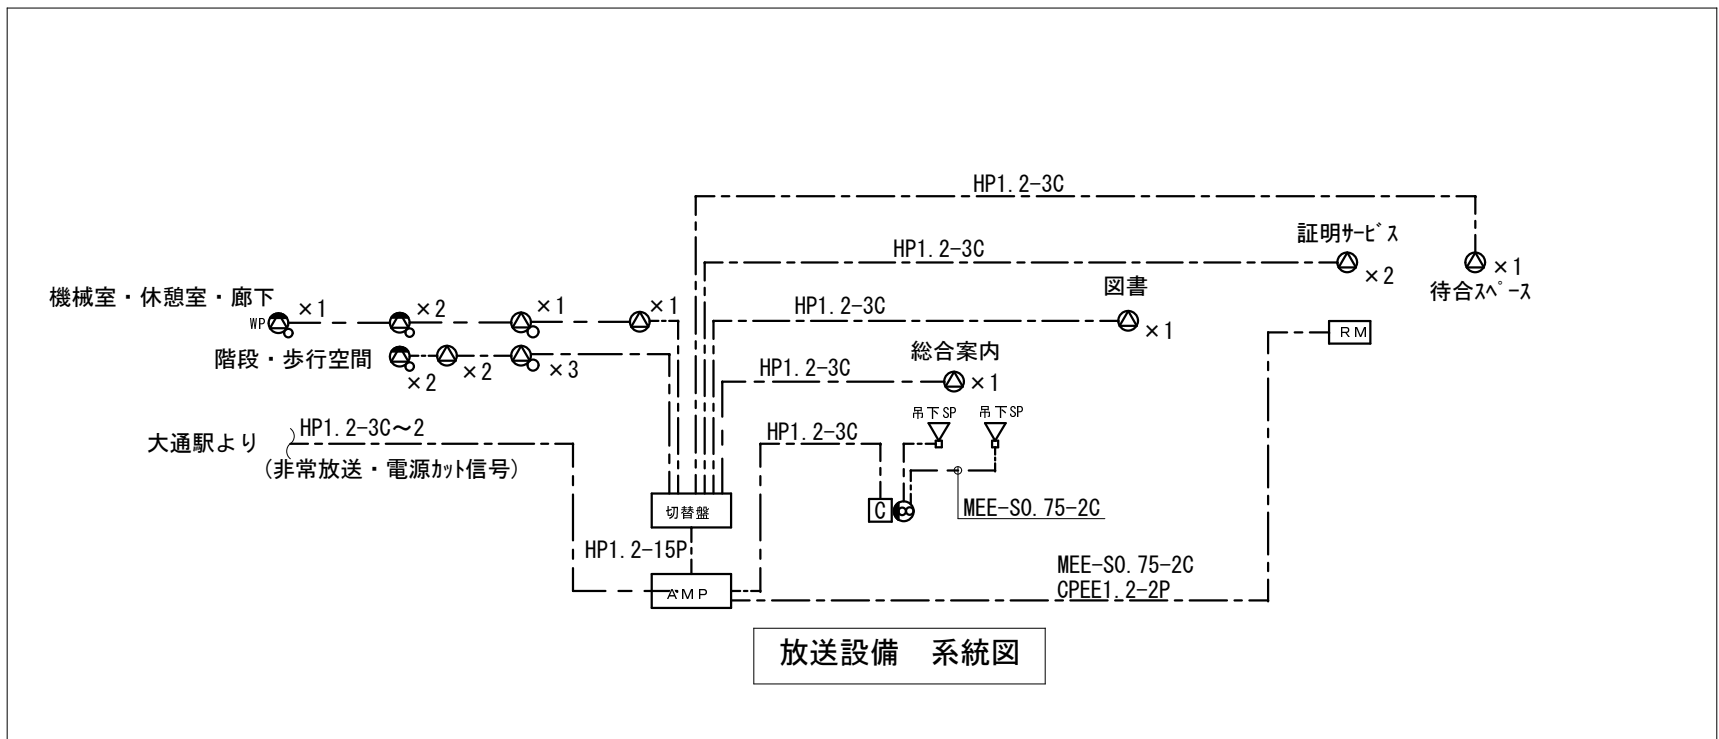 HP1.2-3C
証明サービス
HP1.2-3C
×2
×1
待合スペース
機械室・休憩室・廊下
WP
×1
×2
×1
×1
HP1.2-3C
図書
×1
RM
階段・歩行空間
×2
×2
×3
総合案内
HP1.2-3C
×1
吊下SP
吊下SP
大通駅より
HP1.2-3C～2
(非常放送・電源カット信号)
HP1.2-3C
切替盤
C
MEE-S0.75-2C
HP1.2-15P
AMP
MEE-S0.75-2C
CPEE1.2-2P
放送設備　系統図